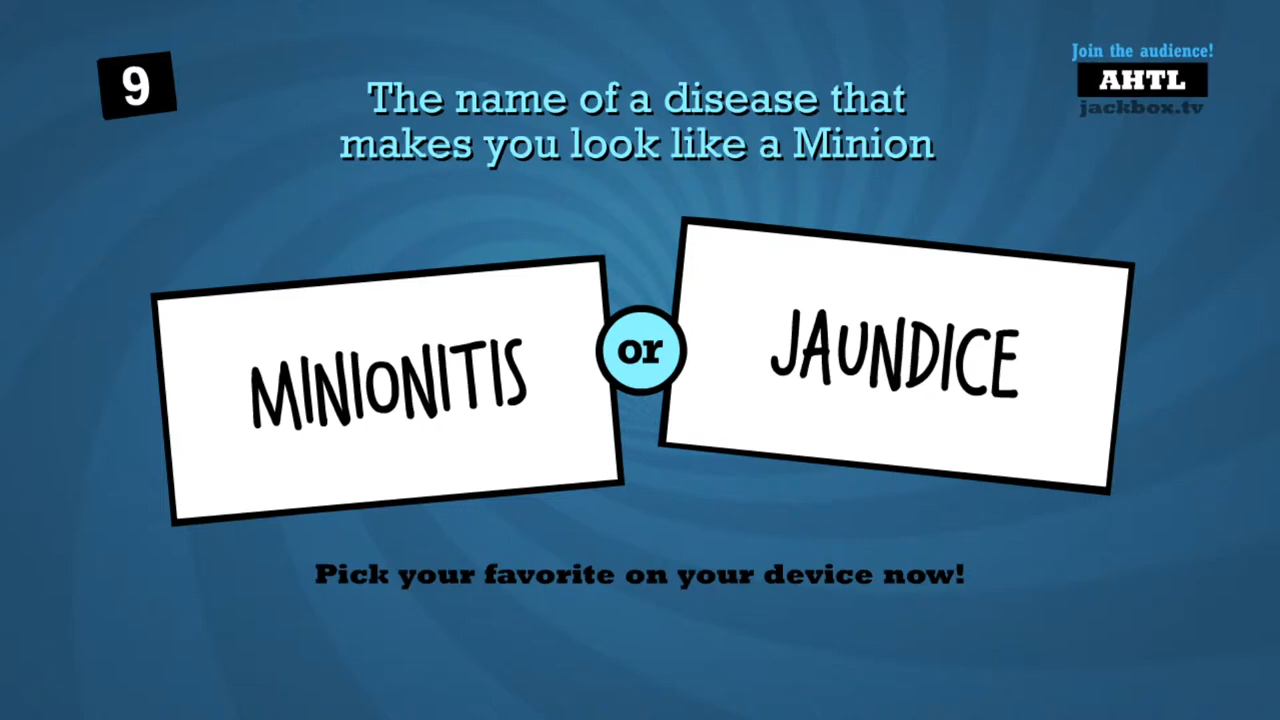 9
Join the audience!
AHTL
jackbox.tv
The name of a disease that
makes you look like a Minion
MINIONITIS
or
JAUNDICE
Pick your favorite on your device now!